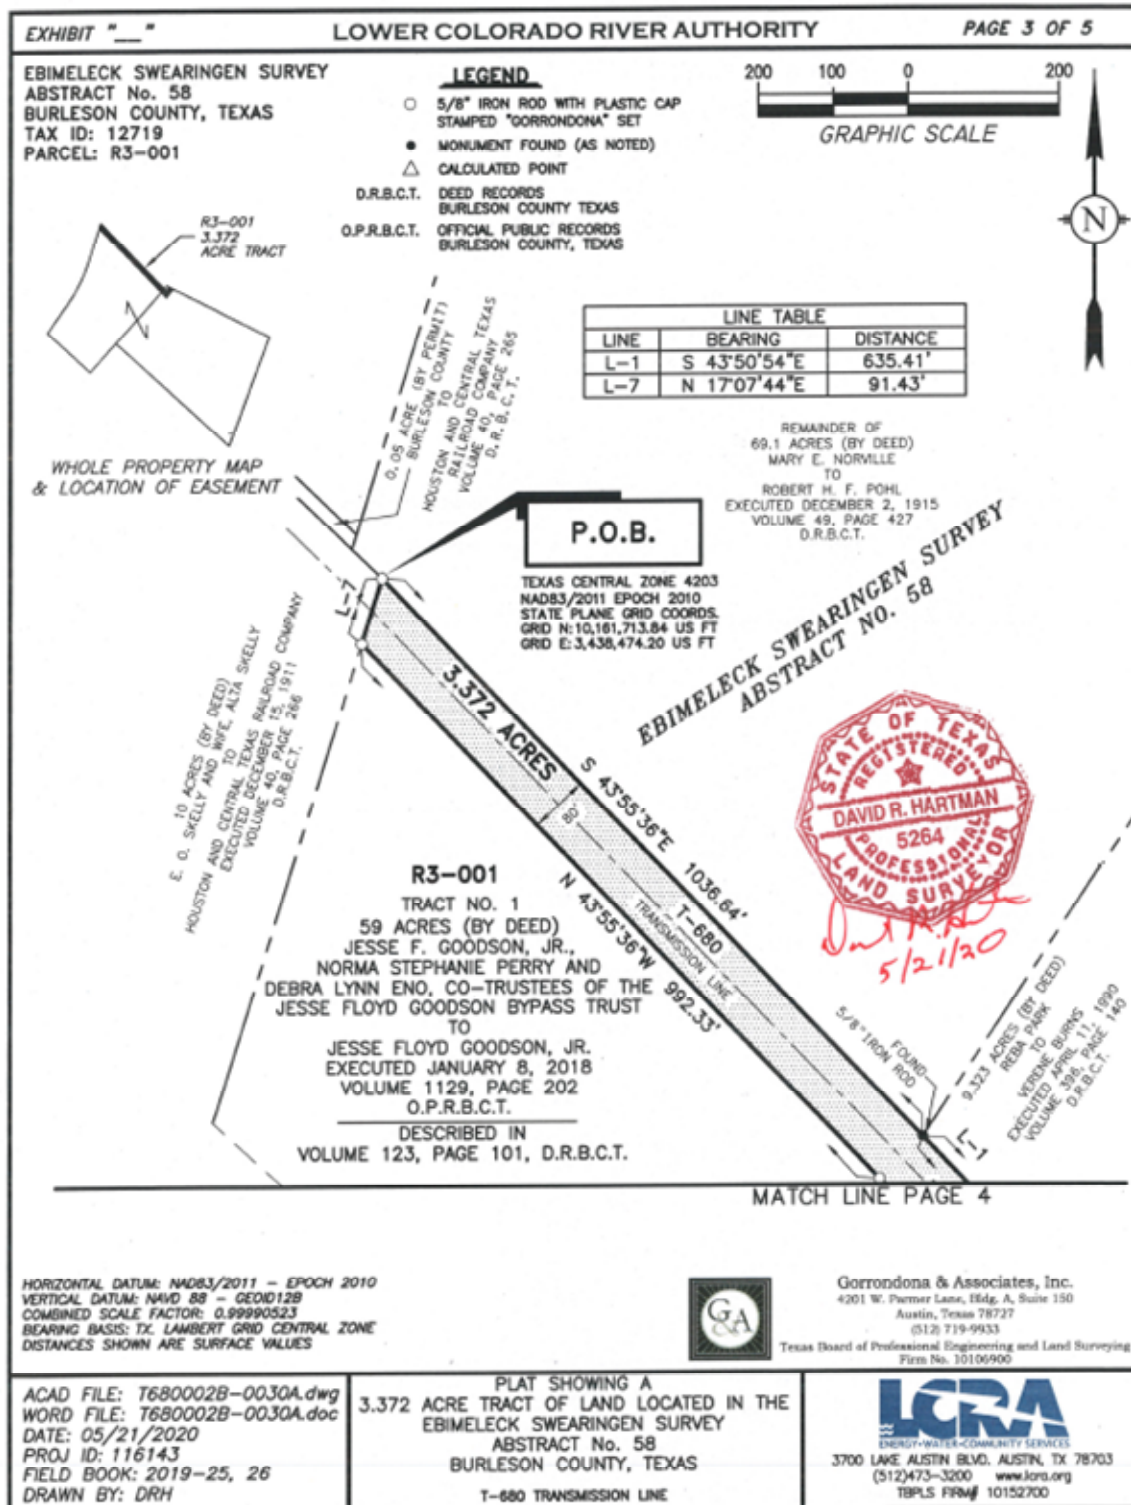 EXHIBIT "__"
LOWER COLORADO RIVER AUTHORITY
PAGE 3 OF 5
EBIMELECK SWEARINGEN SURVEY
ABSTRACT No. 58
BURLESON COUNTY, TEXAS
TAX ID: 12719
PARCEL: R3-001
LEGEND
5/8" IRON ROD WITH PLASTIC CAP
STAMPED "GORRONDONA" SET
MONUMENT FOUND (AS NOTED)
CALCULATED POINT
D.R.B.C.T. DEED RECORDS
BURLESON COUNTY TEXAS
O.P.R.B.C.T. OFFICIAL PUBLIC RECORDS
BURLESON COUNTY, TEXAS
200 100 0 200
GRAPHIC SCALE
N
R3-001
3.372
ACRE TRACT
N
WHOLE PROPERTY MAP
& LOCATION OF EASEMENT
0.05 ACRE (BY PERMIT)
BURLESON COUNTY
TO
HOUSTON AND CENTRAL TEXAS
RAILROAD COMPANY
VOLUME 40, PAGE 265
D.R.B.C.T.
LINE TABLE
LINE BEARING DISTANCE
L-1 S 43°50'54"E 635.41'
L-7 N 17°07'44"E 91.43'
REMAINDER OF
69.1 ACRES (BY DEED)
MARY E. NORVILLE
TO
ROBERT H. F. POHL
EXECUTED DECEMBER 2, 1915
VOLUME 49, PAGE 427
D.R.B.C.T.
P.O.B.
TEXAS CENTRAL ZONE 4203
NAD83/2011 EPOCH 2010
STATE PLANE GRID COORDS.
GRID N:10,161,713.84 US FT
GRID E:3,438,474.20 US FT
EBIMELECK SWEARINGEN SURVEY
ABSTRACT NO. 58
L-7
10 ACRES (BY DEED)
E. O. SKELLY AND WIFE, ALTA SKELLY
TO
HOUSTON AND CENTRAL TEXAS RAILROAD COMPANY
EXECUTED DECEMBER 15, 1911
VOLUME 40, PAGE 266
D.R.B.C.T.
3.372 ACRES
80'
S 43°55'36"E 1036.64'
T-680
TRANSMISSION LINE
N 43°55'36"W 992.33'
STATE OF TEXAS
REGISTERED
DAVID R. HARTMAN
5264
PROFESSIONAL
LAND SURVEYOR
5/21/20
R3-001
TRACT NO. 1
59 ACRES (BY DEED)
JESSE F. GOODSON, JR.,
NORMA STEPHANIE PERRY AND
DEBRA LYNN ENO, CO-TRUSTEES OF THE
JESSE FLOYD GOODSON BYPASS TRUST
TO
JESSE FLOYD GOODSON, JR.
EXECUTED JANUARY 8, 2018
VOLUME 1129, PAGE 202
O.P.R.B.C.T.
DESCRIBED IN
VOLUME 123, PAGE 101, D.R.B.C.T.
FOUND
5/8" IRON ROD
9.323 ACRES (BY DEED)
REBA PARK
TO
VERENE BURNS
EXECUTED APRIL 11, 1990
VOLUME 396, PAGE 140
D.R.B.C.T.
L-1
MATCH LINE PAGE 4
HORIZONTAL DATUM: NAD83/2011 - EPOCH 2010
VERTICAL DATUM: NAVD 88 - GEOID12B
COMBINED SCALE FACTOR: 0.99990523
BEARING BASIS: TX. LAMBERT GRID CENTRAL ZONE
DISTANCES SHOWN ARE SURFACE VALUES
G&A
Gorrondona & Associates, Inc.
4201 W. Parmer Lane, Bldg. A, Suite 150
Austin, Texas 78727
(512) 719-9933
Texas Board of Professional Engineering and Land Surveying
Firm No. 10106900
ACAD FILE: T680002B-0030A.dwg
WORD FILE: T680002B-0030A.doc
DATE: 05/21/2020
PROJ ID: 116143
FIELD BOOK: 2019-25, 26
DRAWN BY: DRH
PLAT SHOWING A
3.372 ACRE TRACT OF LAND LOCATED IN THE
EBIMELECK SWEARINGEN SURVEY
ABSTRACT No. 58
BURLESON COUNTY, TEXAS
T-680 TRANSMISSION LINE
LCRA
ENERGY•WATER•COMMUNITY SERVICES
3700 LAKE AUSTIN BLVD. AUSTIN, TX 78703
(512)473-3200 www.lcra.org
TBPLS FIRM# 10152700